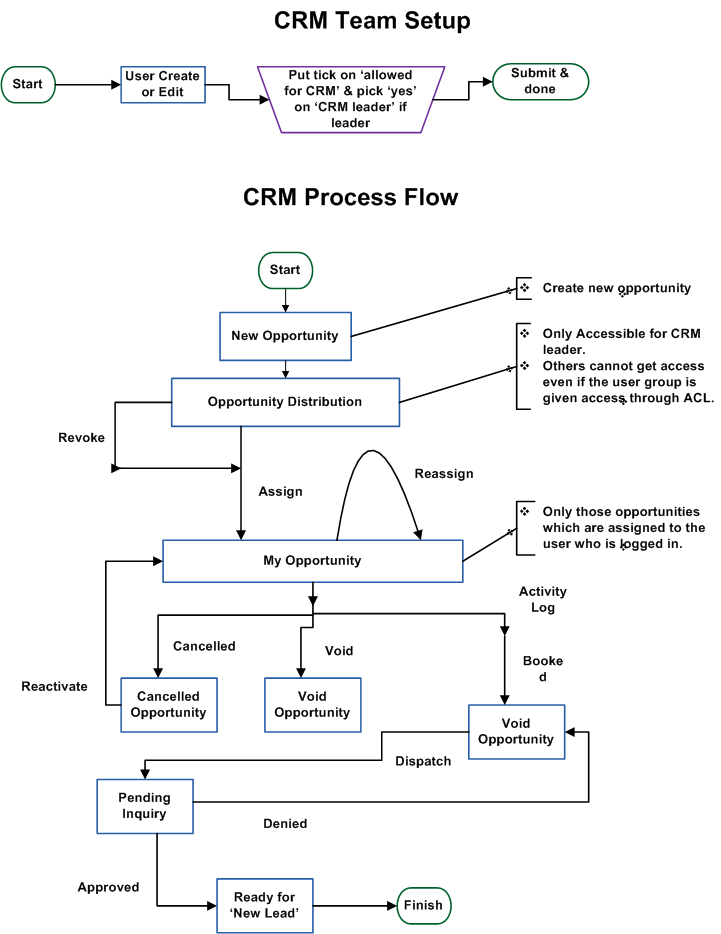 CRM Team Setup
Start
User Create
or Edit
Put tick on ‘allowed
for CRM’ & pick ‘yes’
on ‘CRM leader’ if
leader
Submit &
done
CRM Process Flow
Start
New Opportunity
Create new opportunity
Opportunity Distribution
Only Accessible for CRM
leader.
Others cannot get access
even if the user group is
given access through ACL.
Revoke
Assign
Reassign
My Opportunity
Only those opportunities
which are assigned to the
user who is logged in.
Activity
Log
Cancelled
Void
Booke
d
Reactivate
Cancelled
Opportunity
Void
Opportunity
Void
Opportunity
Dispatch
Pending
Inquiry
Denied
Approved
Ready for
‘New Lead’
Finish